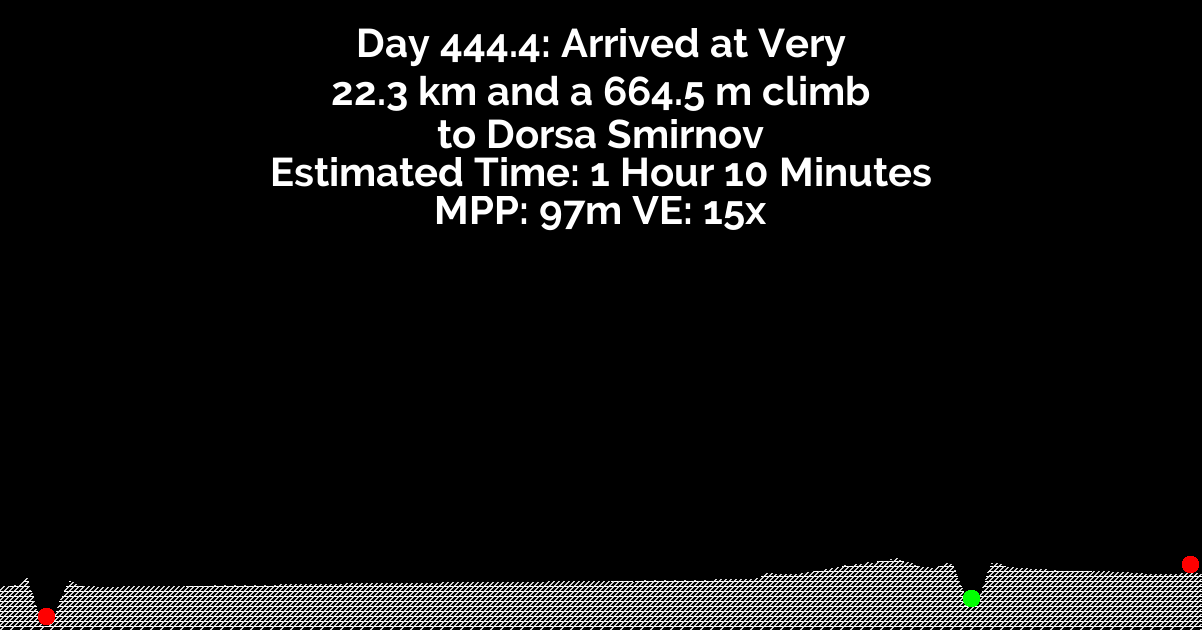 Day 444.4: Arrived at Very
22.3 km and a 664.5 m climb
to Dorsa Smirnov
Estimated Time: 1 Hour 10 Minutes
MPP: 97m VE: 15x